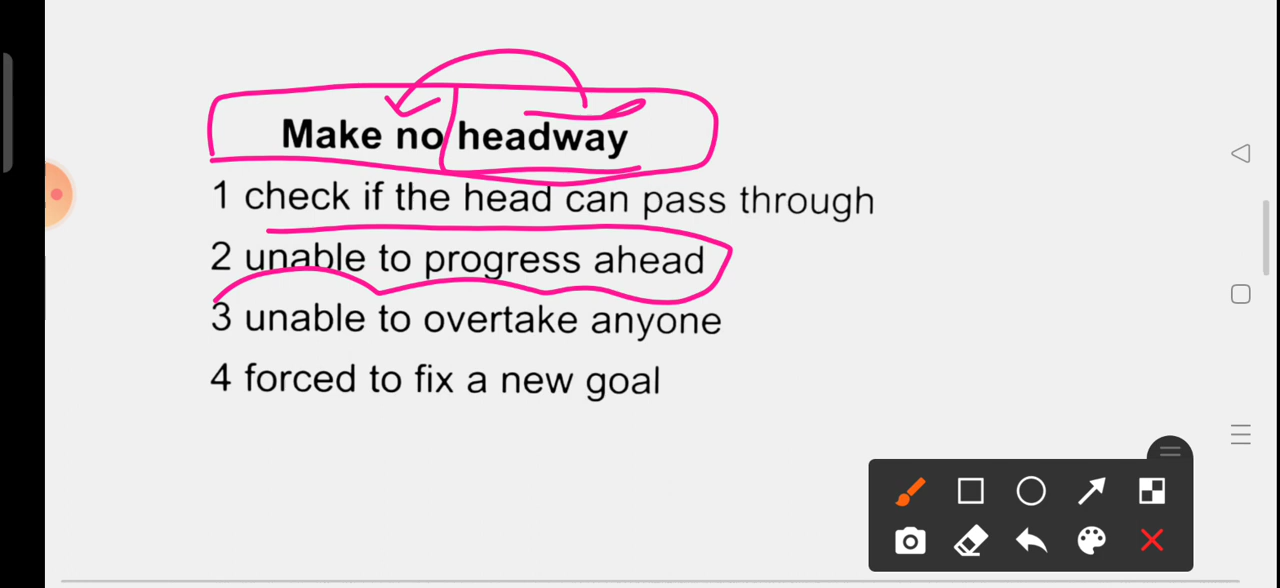 Make no headway
1 check if the head can pass through
2 unable to progress ahead
3 unable to overtake anyone
4 forced to fix a new goal